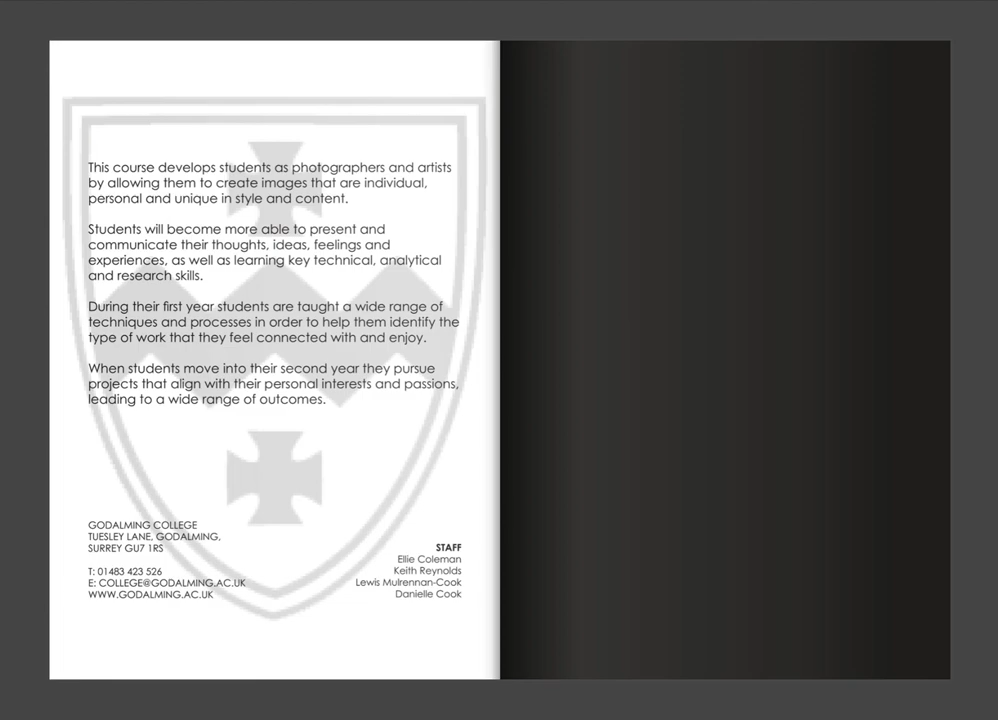 This course develops students as photographers and artists
by allowing them to create images that are individual,
personal and unique in style and content.
Students will become more able to present and
communicate their thoughts, ideas, feelings and
experiences, as well as learning key technical, analytical
and research skills.
During their first year students are taught a wide range of
techniques and processes in order to help them identify the
type of work that they feel connected with and enjoy.
When students move into their second year they pursue
projects that align with their personal interests and passions,
leading to a wide range of outcomes.
GODALMING COLLEGE
TUESLEY LANE, GODALMING,
SURREY GU7 1RS
T: 01483 423 526
E: COLLEGE@GODALMING.AC.UK
WWW.GODALMING.AC.UK
STAFF
Ellie Coleman
Keith Reynolds
Lewis Mulrennan-Cook
Danielle Cook